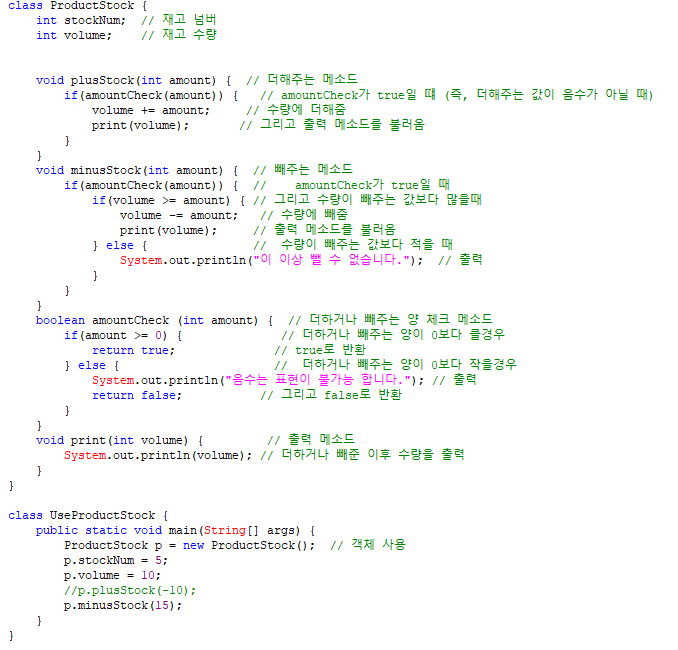 class ProductStock {
    int stockNum;  // 재고 넘버
    int volume;    // 재고 수량
    void plusStock(int amount) {  // 더해주는 메소드
        if(amountCheck(amount)) {   // amountCheck가 true일 떄 (즉, 더해주는 값이 음수가 아닐 때)
            volume += amount;     // 수량에 더해줌
            print(volume);       // 그리고 출력 메소드를 불러옴
        }
    }
    void minusStock(int amount) {  // 빼주는 메소드
        if(amountCheck(amount)) {  //    amountCheck가 true일 때
            if(volume >= amount) { // 그리고 수량이 빼주는 값보다 많을때
                volume -= amount;   // 수량에 빼줌
                print(volume);     // 출력 메소드를 불러옴
            } else {               //  수량이 빼주는 값보다 적을 때
                System.out.println("이 이상 뺄 수 없습니다.");  // 출력
            }
        }
    }
    boolean amountCheck (int amount) {  // 더하거나 빼주는 양 체크 메소드
        if(amount >= 0) {              // 더하거나 빼주는 양이 0보다 클경우
            return true;              // true로 반환
        } else {                      //  더하거나 빼주는 양이 0보다 작을경우
            System.out.println("음수는 표현이 불가능 합니다."); // 출력
            return false;           // 그리고 false로 반환
        }
    }
    void print(int volume) {         // 출력 메소드
        System.out.println(volume); // 더하거나 빼준 이후 수량을 출력
    }
}
class UseProductStock {
    public static void main(String[] args) {
        ProductStock p = new ProductStock();  // 객체 사용
        p.stockNum = 5;
        p.volume = 10;
        //p.plusStock(-10);
        p.minusStock(15);
    }
}